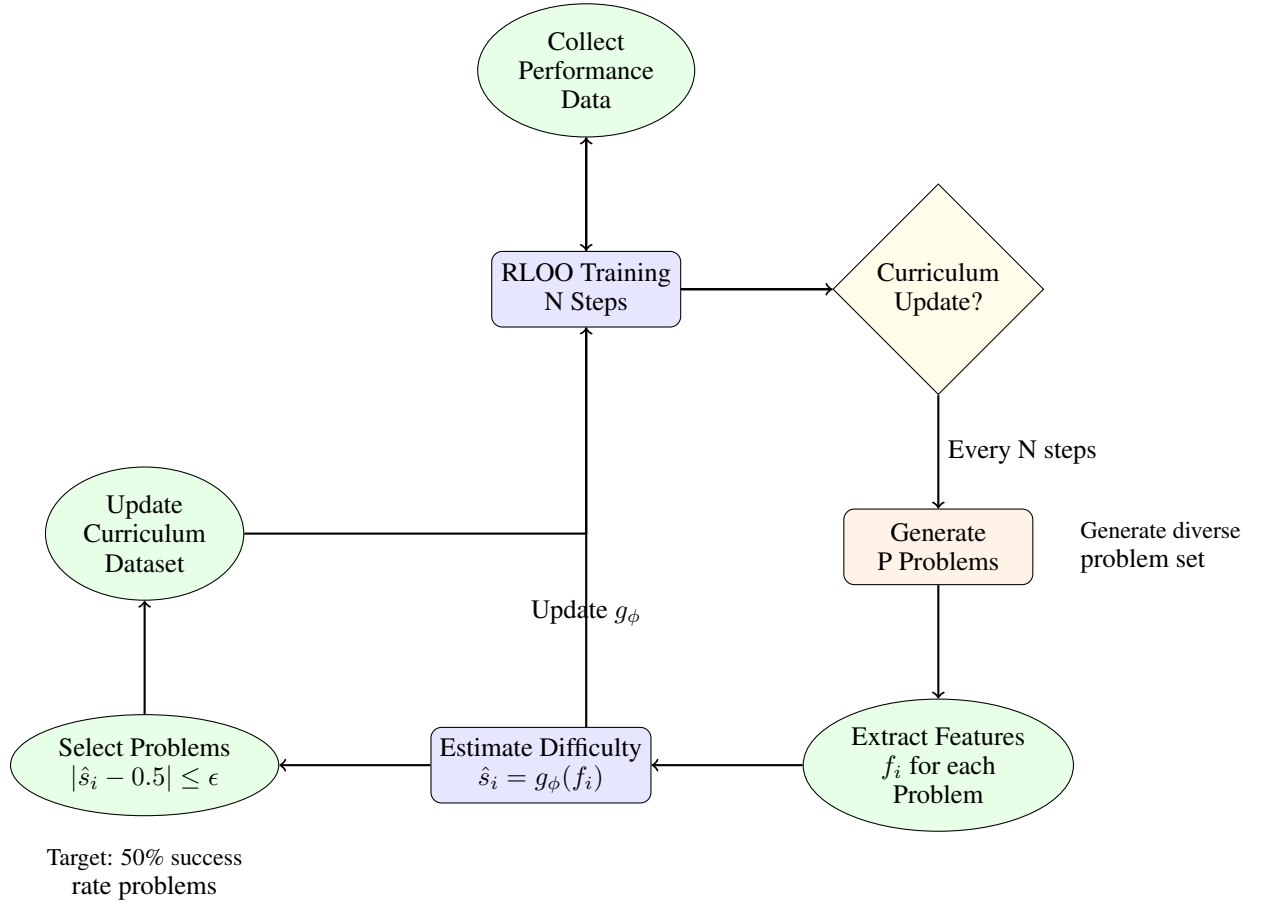 Collect
Performance
Data
RLOO Training
N Steps
Curriculum
Update?
Every N steps
Generate
P Problems
Generate diverse
problem set
Update
Curriculum
Dataset
Update $g_\phi$
Select Problems
$|\hat{s}_i - 0.5| \leq \epsilon$
Estimate Difficulty
$\hat{s}_i = g_\phi(f_i)$
Extract Features
$f_i$ for each
Problem
Target: 50% success
rate problems